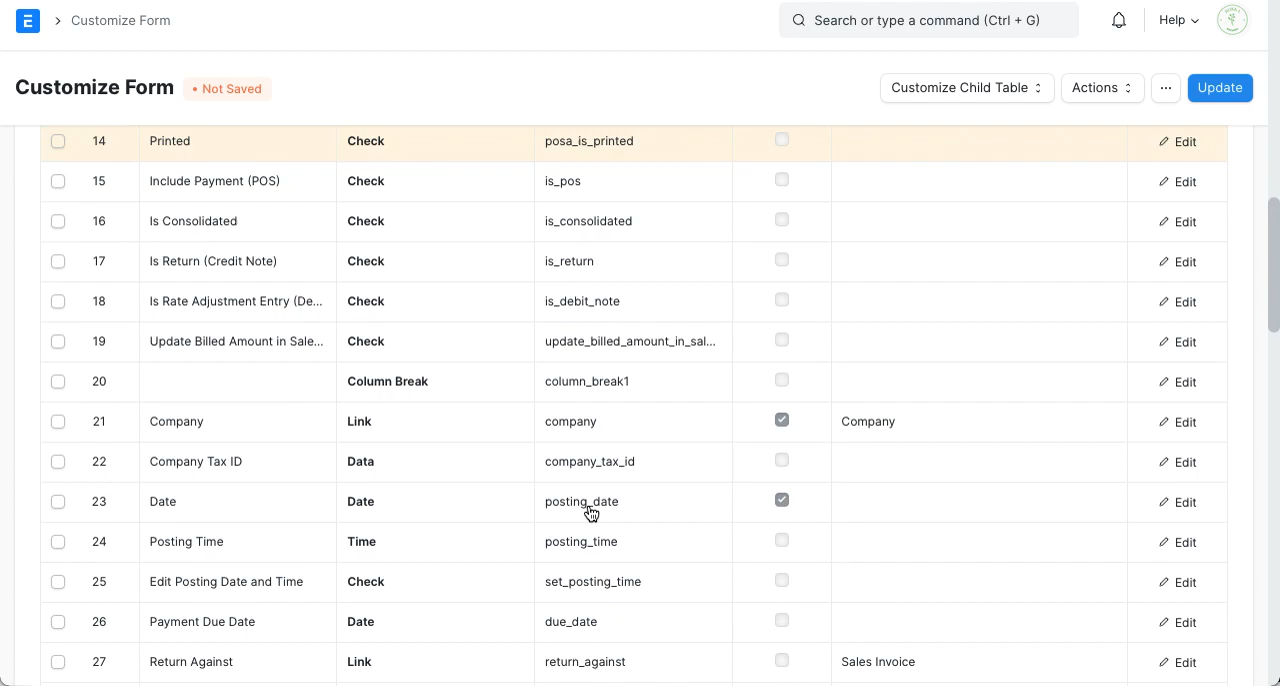 E
Customize Form
Search or type a command (Ctrl + G)
Help
Customize Form
• Not Saved
Customize Child Table
Actions
...
Update
14 Printed Check posa_is_printed Edit
15 Include Payment (POS) Check is_pos Edit
16 Is Consolidated Check is_consolidated Edit
17 Is Return (Credit Note) Check is_return Edit
18 Is Rate Adjustment Entry (De... Check is_debit_note Edit
19 Update Billed Amount in Sale... Check update_billed_amount_in_sal... Edit
20 Column Break column_break1 Edit
21 Company Link company Company Edit
22 Company Tax ID Data company_tax_id Edit
23 Date Date posting_date Edit
24 Posting Time Time posting_time Edit
25 Edit Posting Date and Time Check set_posting_time Edit
26 Payment Due Date Date due_date Edit
27 Return Against Link return_against Sales Invoice Edit